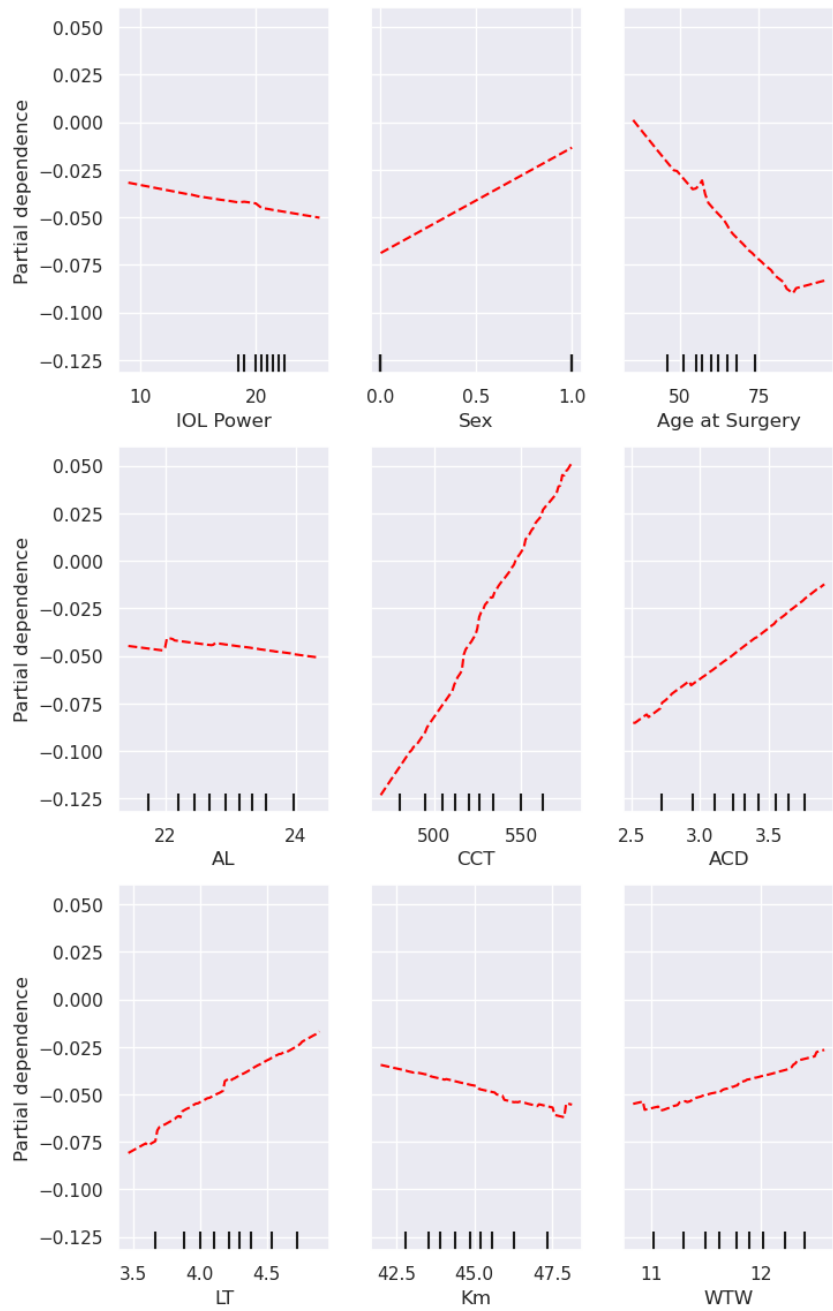 0.050
0.025
0.000
−0.025
−0.050
−0.075
−0.100
−0.125
Partial dependence
10 20
IOL Power
0.0 0.5 1.0
Sex
50 75
Age at Surgery
0.050
0.025
0.000
−0.025
−0.050
−0.075
−0.100
−0.125
Partial dependence
22 24
AL
500 550
CCT
2.5 3.0 3.5
ACD
0.050
0.025
0.000
−0.025
−0.050
−0.075
−0.100
−0.125
Partial dependence
3.5 4.0 4.5
LT
42.5 45.0 47.5
Km
11 12
WTW